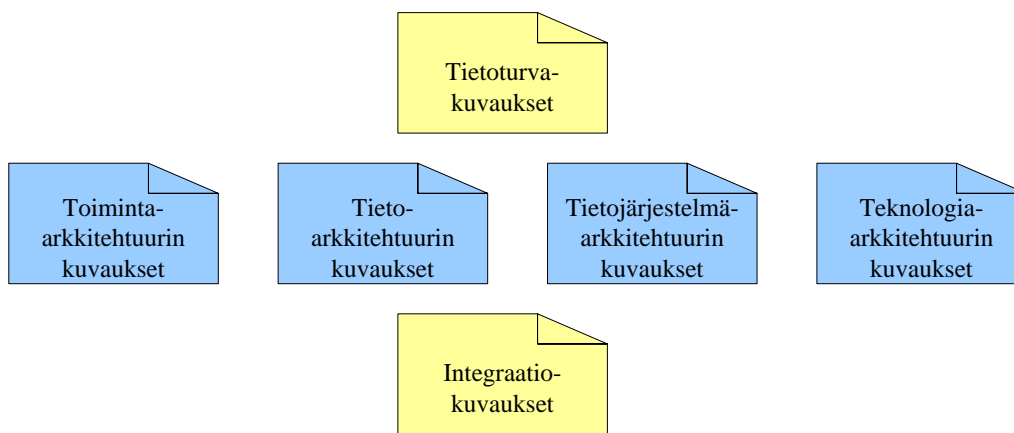 Tietoturva-
kuvaukset
Toiminta-
arkkitehtuurin
kuvaukset
Tieto-
arkkitehtuurin
kuvaukset
Tietojärjestelmä-
arkkitehtuurin
kuvaukset
Teknologia-
arkkitehtuurin
kuvaukset
Integraatio-
kuvaukset